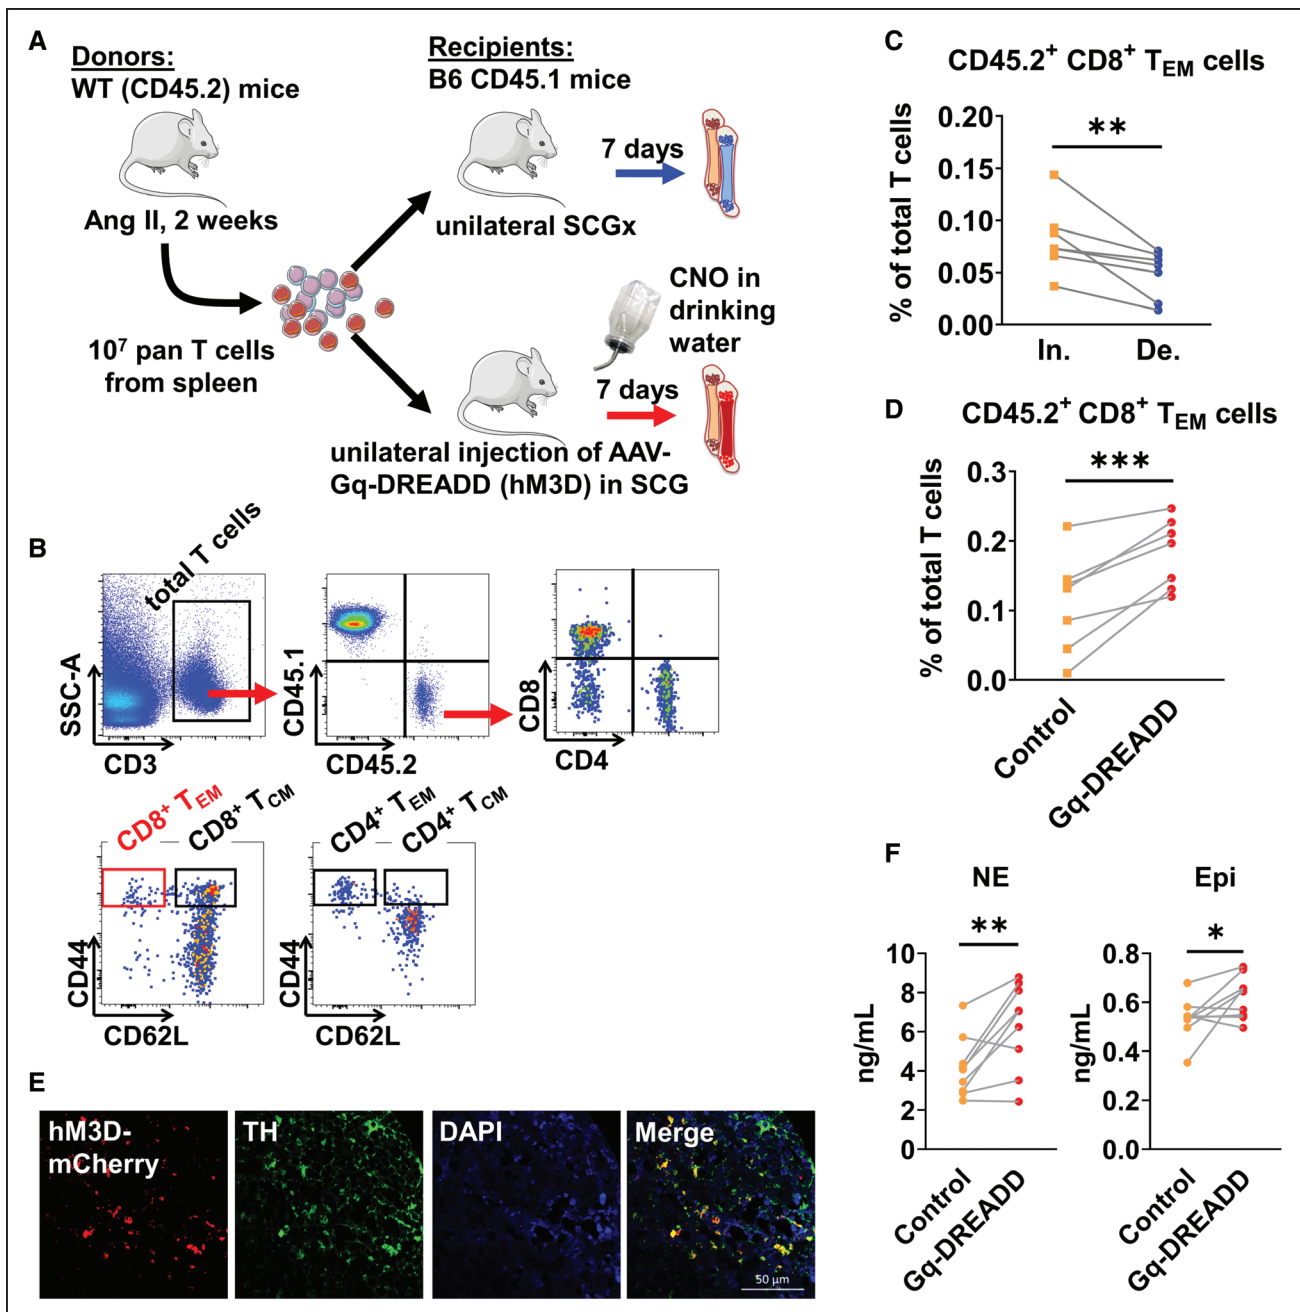 A
Donors:
WT (CD45.2) mice
Ang II, 2 weeks
10⁷ pan T cells
from spleen
Recipients:
B6 CD45.1 mice
7 days
unilateral SCGx
CNO in
drinking
water
7 days
unilateral injection of AAV-
Gq-DREADD (hM3D) in SCG
B
total T cells
SSC-A
CD3
CD45.1
CD45.2
CD8
CD4
CD8⁺ T_EM
CD8⁺ T_CM
CD44
CD62L
CD4⁺ T_EM
CD4⁺ T_CM
CD44
CD62L
C
CD45.2⁺ CD8⁺ T_EM cells
**
% of total T cells
0.20
0.15
0.10
0.05
0.00
In.
De.
D
CD45.2⁺ CD8⁺ T_EM cells
***
% of total T cells
0.3
0.2
0.1
0.0
Control
Gq-DREADD
E
hM3D-
mCherry
TH
DAPI
Merge
50 µm
F
NE
**
ng/mL
10
8
6
4
2
0
Control
Gq-DREADD
Epi
*
ng/mL
0.8
0.6
0.4
0.2
0.0
Control
Gq-DREADD